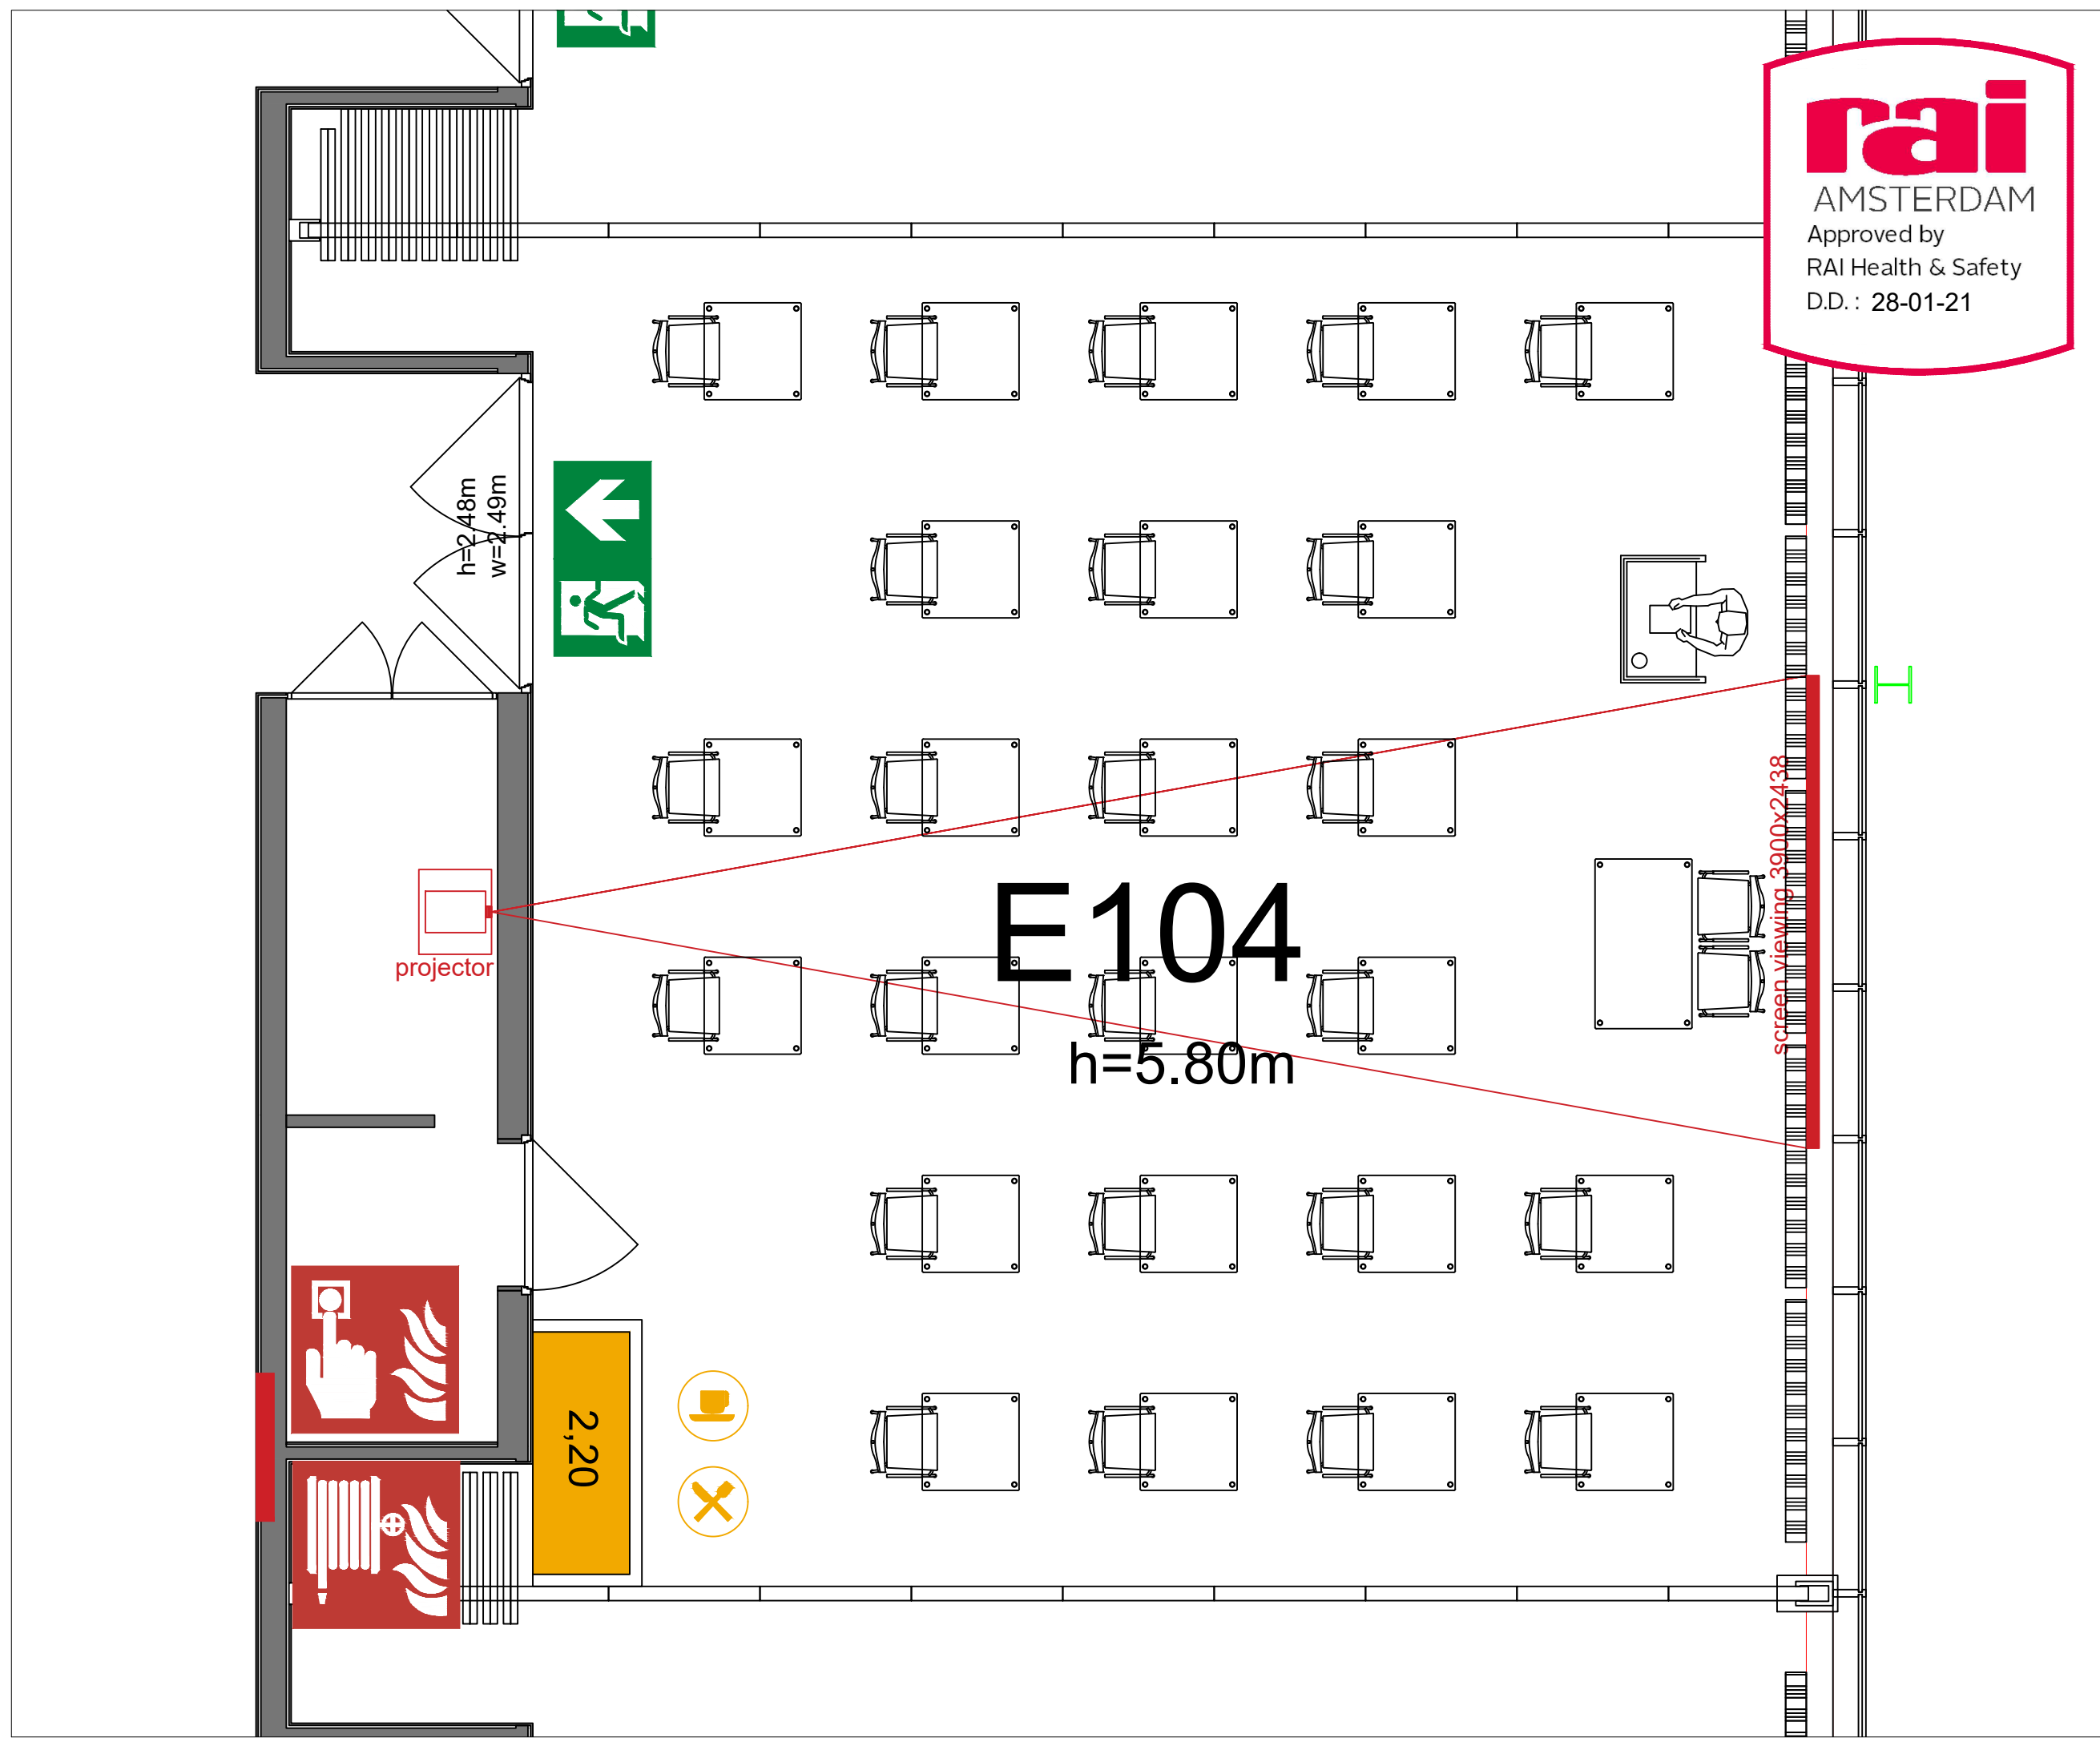 rai
AMSTERDAM
Approved by
RAI Health & Safety
D.D. : 28-01-21
h=2.48m
w=2.49m
projector
E104
h=5.80m
screen viewing 3900x2438
2,20